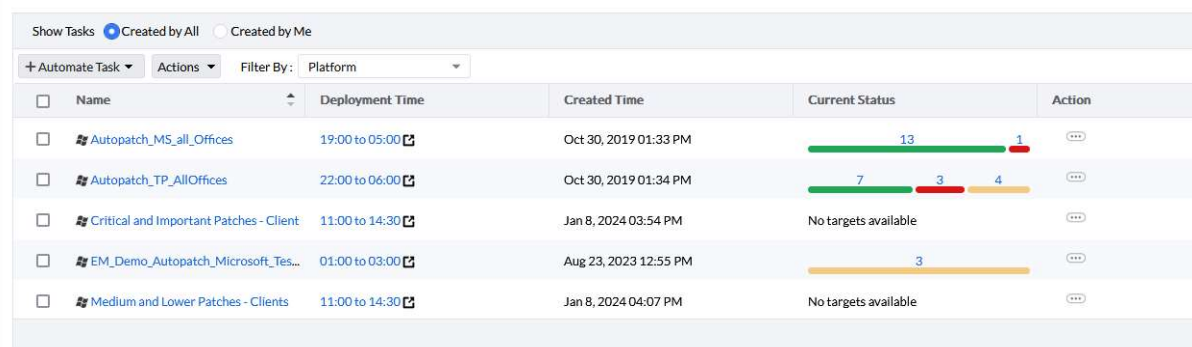 Show Tasks Created by All Created by Me
+ Automate Task Actions Filter By : Platform
Name Deployment Time Created Time Current Status Action
Autopatch_MS_all_Offices 19:00 to 05:00 Oct 30, 2019 01:33 PM 13 1
Autopatch_TP_AllOffices 22:00 to 06:00 Oct 30, 2019 01:34 PM 7 3 4
Critical and Important Patches - Client 11:00 to 14:30 Jan 8, 2024 03:54 PM No targets available
EM_Demo_Autopatch_Microsoft_Tes... 01:00 to 03:00 Aug 23, 2023 12:55 PM 3
Medium and Lower Patches - Clients 11:00 to 14:30 Jan 8, 2024 04:07 PM No targets available